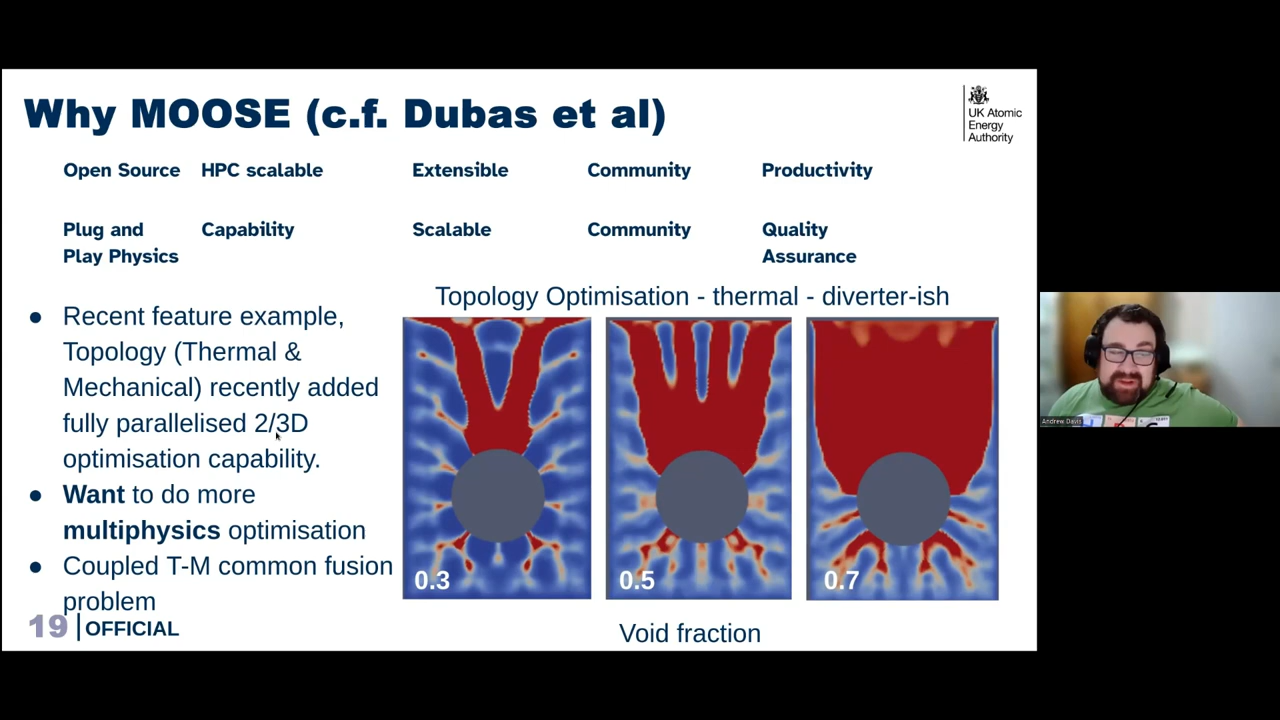 Why MOOSE (c.f. Dubas et al)
UK Atomic
Energy
Authority
Open Source HPC scalable Extensible Community Productivity
Plug and Capability Scalable Community Quality
Play Physics Assurance
Topology Optimisation - thermal - diverter-ish
● Recent feature example,
Topology (Thermal &
Mechanical) recently added
fully parallelised 2/3D
optimisation capability.
● Want to do more
multiphysics optimisation
● Coupled T-M common fusion
problem
0.3 0.5 0.7
Void fraction
19 OFFICIAL
Andrew Davis